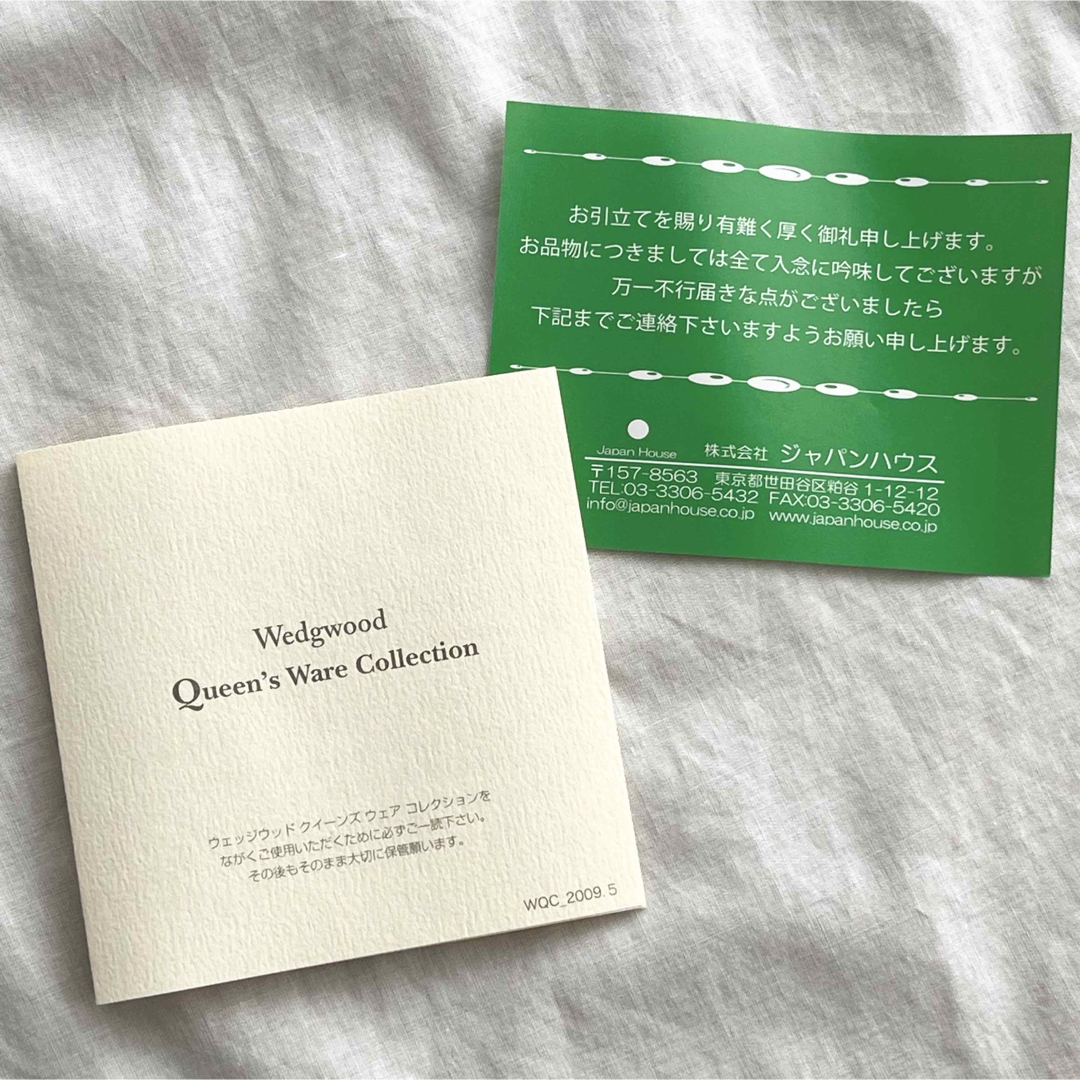 お引立てを賜り有難く厚く御礼申し上げます。
お品物につきましては全て入念に吟味してございますが
万一不行届きな点がございましたら
下記までご連絡下さいますようお願い申し上げます。
Japan House 株式会社 ジャパンハウス
〒157-8563 東京都世田谷区粕谷 1-12-12
TEL:03-3306-5432 FAX:03-3306-5420
info@japanhouse.co.jp www.japanhouse.co.jp
Wedgwood
Queen's Ware Collection
ウェッジウッド クイーンズ ウェア コレクションを
ながくご使用いただくために必ずご一読下さい。
その後もそのまま大切に保管願います。
WQC_2009.5